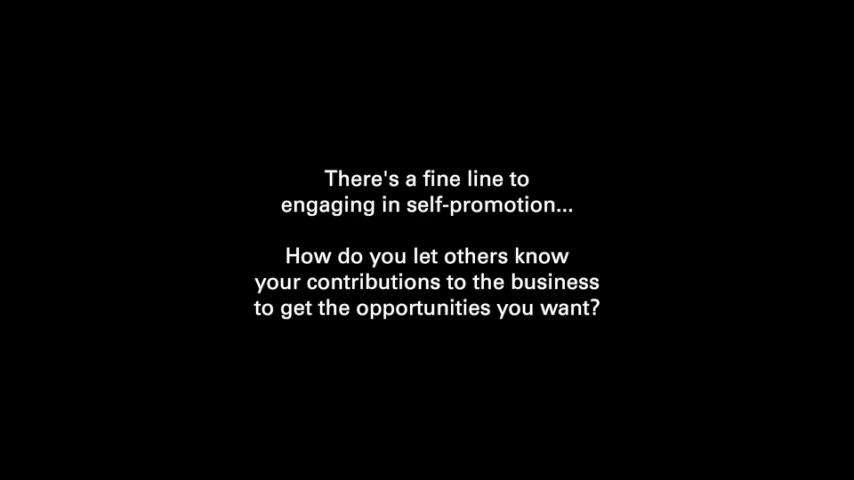 There's a fine line to
engaging in self-promotion...
How do you let others know
your contributions to the business
to get the opportunities you want?